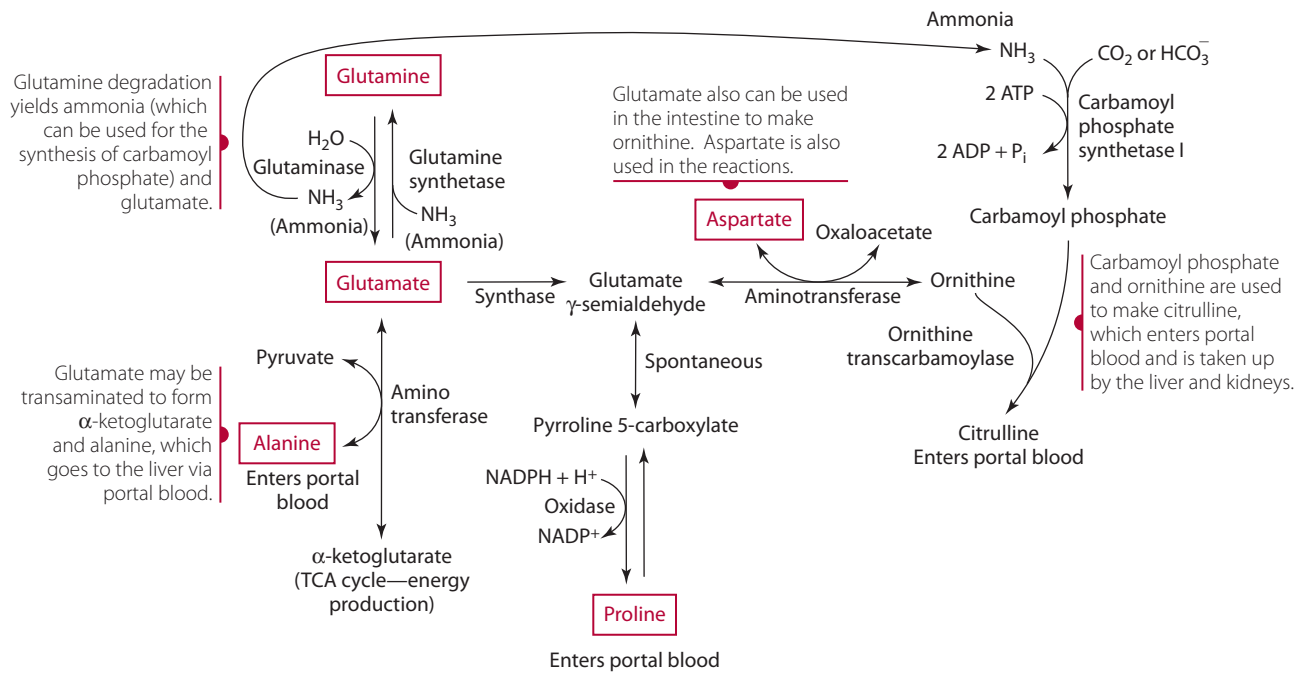 Ammonia
NH₃
CO₂ or HCO₃⁻
2 ATP
Carbamoyl
phosphate
synthetase I
2 ADP + Pᵢ
Carbamoyl phosphate
Glutamine degradation
yields ammonia (which
can be used for the
synthesis of carbamoyl
phosphate) and
glutamate.
Glutamine
H₂O
Glutaminase
NH₃
(Ammonia)
Glutamine
synthetase
NH₃
(Ammonia)
Glutamate also can be used
in the intestine to make
ornithine. Aspartate is also
used in the reactions.
Aspartate
Oxaloacetate
Glutamate
Synthase
Glutamate
γ-semialdehyde
Aminotransferase
Ornithine
Ornithine
transcarbamoylase
Carbamoyl phosphate
and ornithine are used
to make citrulline,
which enters portal
blood and is taken up
by the liver and kidneys.
Citrulline
Enters portal blood
Glutamate may be
transaminated to form
α-ketoglutarate
and alanine, which
goes to the liver via
portal blood.
Pyruvate
Amino
transferase
Alanine
Enters portal
blood
α-ketoglutarate
(TCA cycle—energy
production)
Spontaneous
Pyrroline 5-carboxylate
NADPH + H⁺
Oxidase
NADP⁺
Proline
Enters portal blood